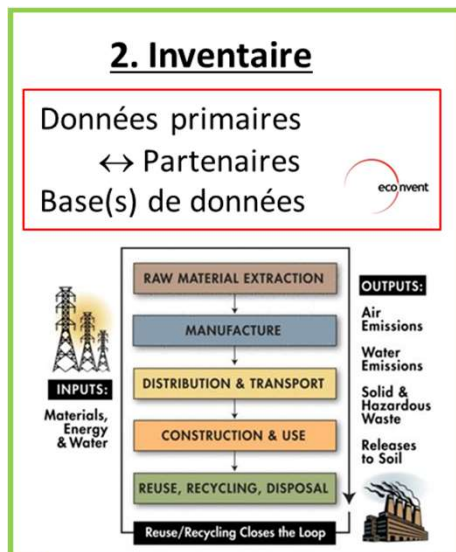 2. Inventaire
Données primaires
↔ Partenaires
Base(s) de données
ecoinvent
RAW MATERIAL EXTRACTION
MANUFACTURE
DISTRIBUTION & TRANSPORT
CONSTRUCTION & USE
REUSE, RECYCLING, DISPOSAL
Reuse/Recycling Closes the Loop
INPUTS:
Materials,
Energy
& Water
OUTPUTS:
Air
Emissions
Water
Emissions
Solid &
Hazardous
Waste
Releases
to Soil